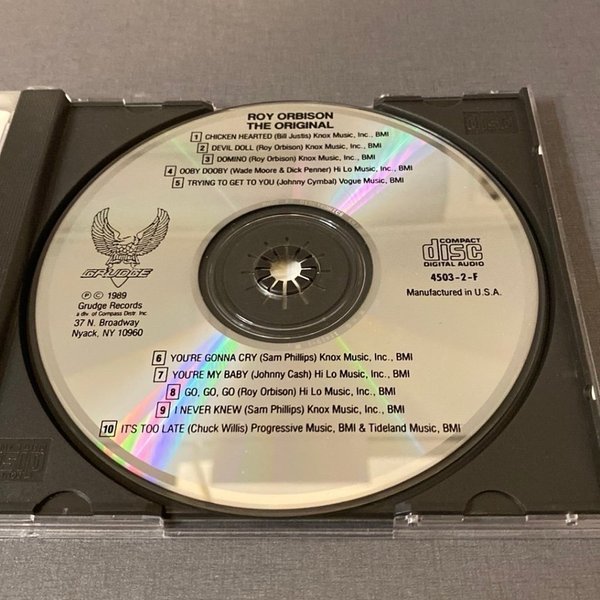 ROY ORBISON
THE ORIGINAL
1 CHICKEN HEARTED (Bill Justis) Knox Music, Inc., BMI
2 DEVIL DOLL (Roy Orbison) Knox Music, Inc., BMI
3 DOMINO (Roy Orbison) Knox Music, Inc., BMI
4 OOBY DOOBY (Wade Moore & Dick Penner) Hi Lo Music, BMI
5 TRYING TO GET TO YOU (Johnny Cymbal) Vogue Music, BMI
GRUDGE
℗ © 1989
Grudge Records
a div. of Compass Distr. Inc.
37 N. Broadway
Nyack, NY 10960
COMPACT
disc
DIGITAL AUDIO
4503-2-F
Manufactured in U.S.A.
6 YOU'RE GONNA CRY (Sam Phillips) Knox Music, Inc., BMI
7 YOU'RE MY BABY (Johnny Cash) Hi Lo Music, BMI
8 GO, GO, GO (Roy Orbison) Hi Lo Music, BMI
9 I NEVER KNEW (Sam Phillips) Knox Music, Inc., BMI
10 IT'S TOO LATE (Chuck Willis) Progressive Music, BMI & Tideland Music, BMI